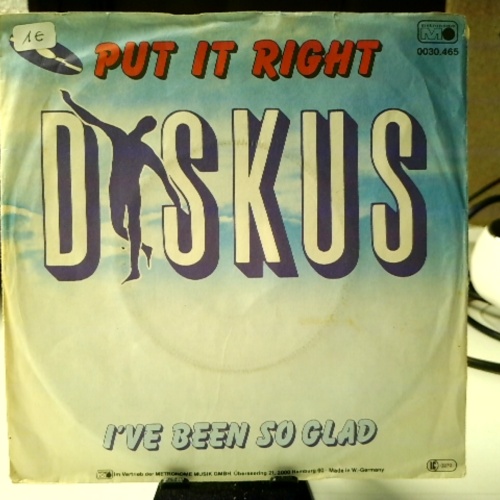 1€
PUT IT RIGHT
0030.465
DISKUS
I'VE BEEN SO GLAD
Im Vertrieb der METRONOME MUSIK GMBH, Überseering 21, 2000 Hamburg 60 · Made in W.-Germany